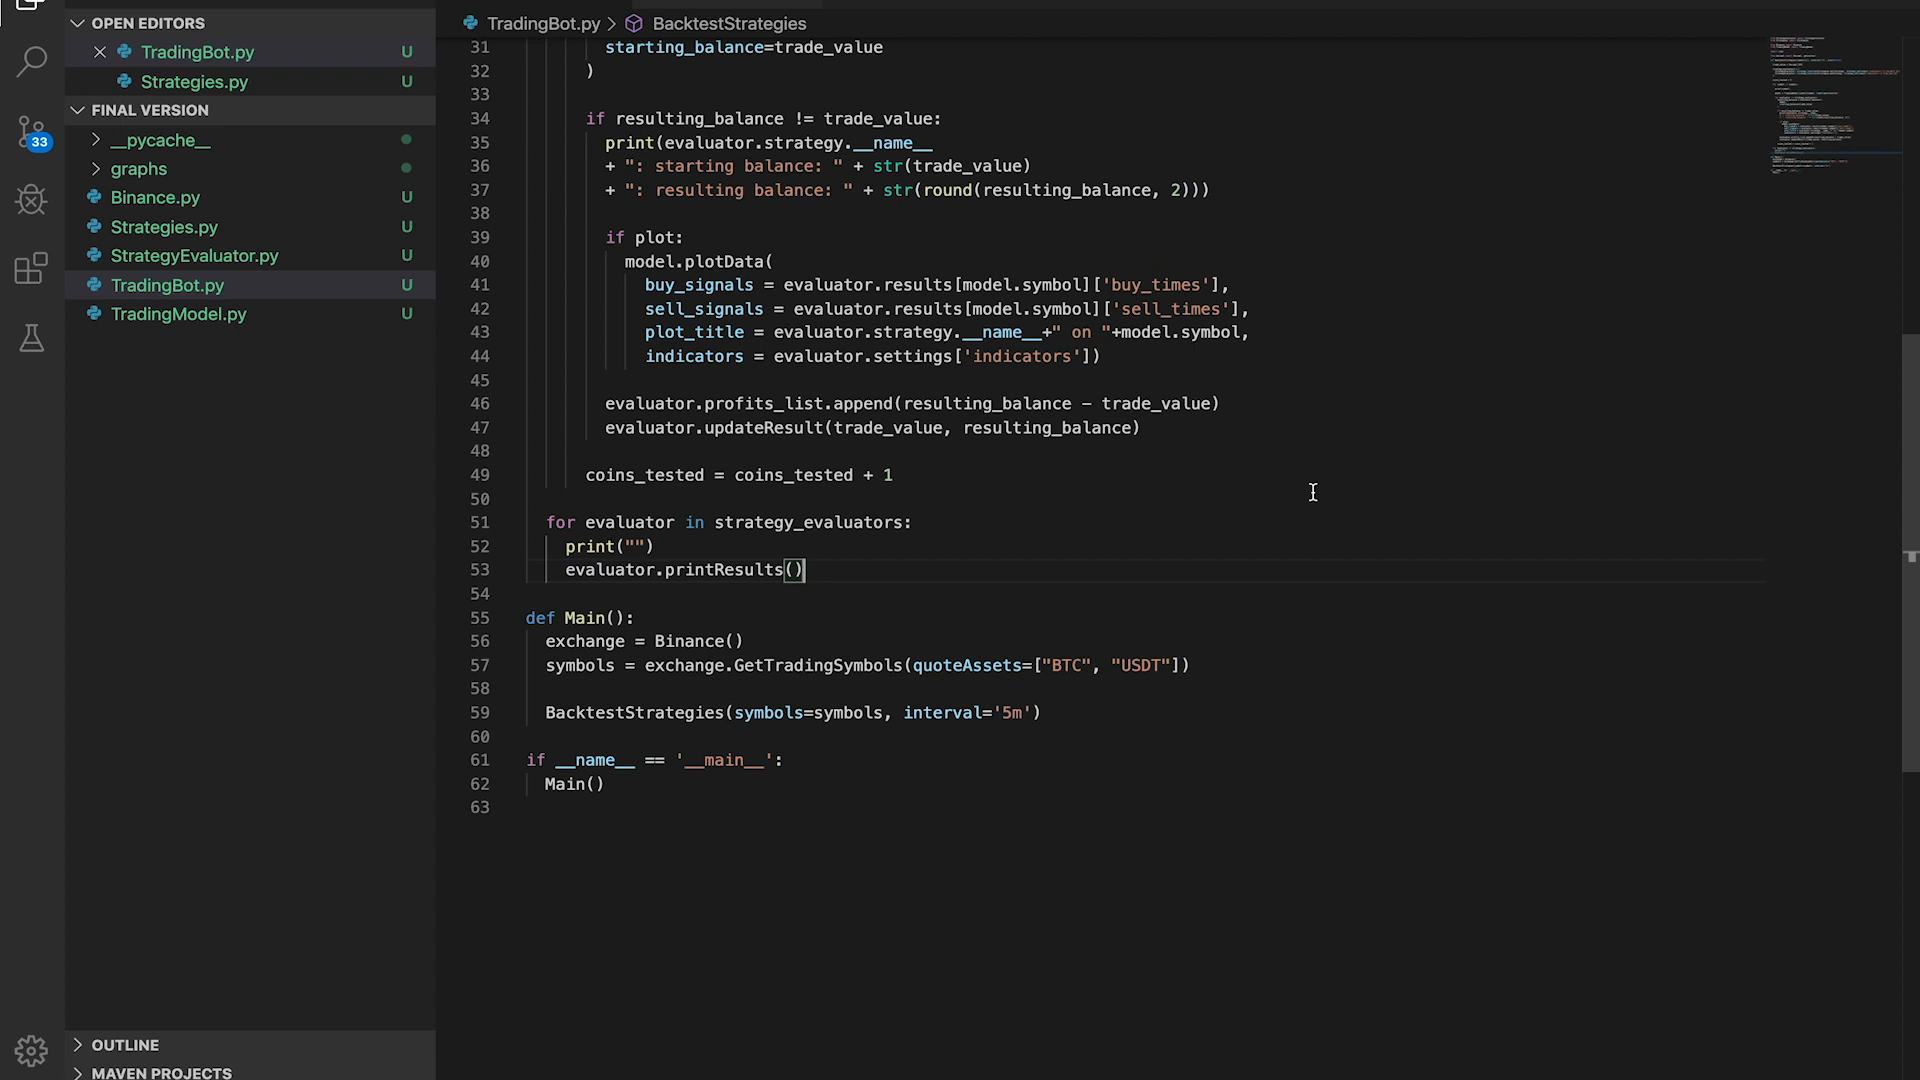 OPEN EDITORS
TradingBot.py U
Strategies.py U
FINAL VERSION
__pycache__
graphs
Binance.py U
Strategies.py U
StrategyEvaluator.py U
TradingBot.py U
TradingModel.py U
33
OUTLINE
MAVEN PROJECTS
TradingBot.py > BacktestStrategies
31 starting_balance=trade_value
32 )
33
34 if resulting_balance != trade_value:
35 print(evaluator.strategy.__name__
36 + ": starting balance: " + str(trade_value)
37 + ": resulting balance: " + str(round(resulting_balance, 2)))
38
39 if plot:
40 model.plotData(
41 buy_signals = evaluator.results[model.symbol]['buy_times'],
42 sell_signals = evaluator.results[model.symbol]['sell_times'],
43 plot_title = evaluator.strategy.__name__+" on "+model.symbol,
44 indicators = evaluator.settings['indicators'])
45
46 evaluator.profits_list.append(resulting_balance - trade_value)
47 evaluator.updateResult(trade_value, resulting_balance)
48
49 coins_tested = coins_tested + 1
50
51 for evaluator in strategy_evaluators:
52 print("")
53 evaluator.printResults()
54
55 def Main():
56 exchange = Binance()
57 symbols = exchange.GetTradingSymbols(quoteAssets=["BTC", "USDT"])
58
59 BacktestStrategies(symbols=symbols, interval='5m')
60
61 if __name__ == '__main__':
62 Main()
63